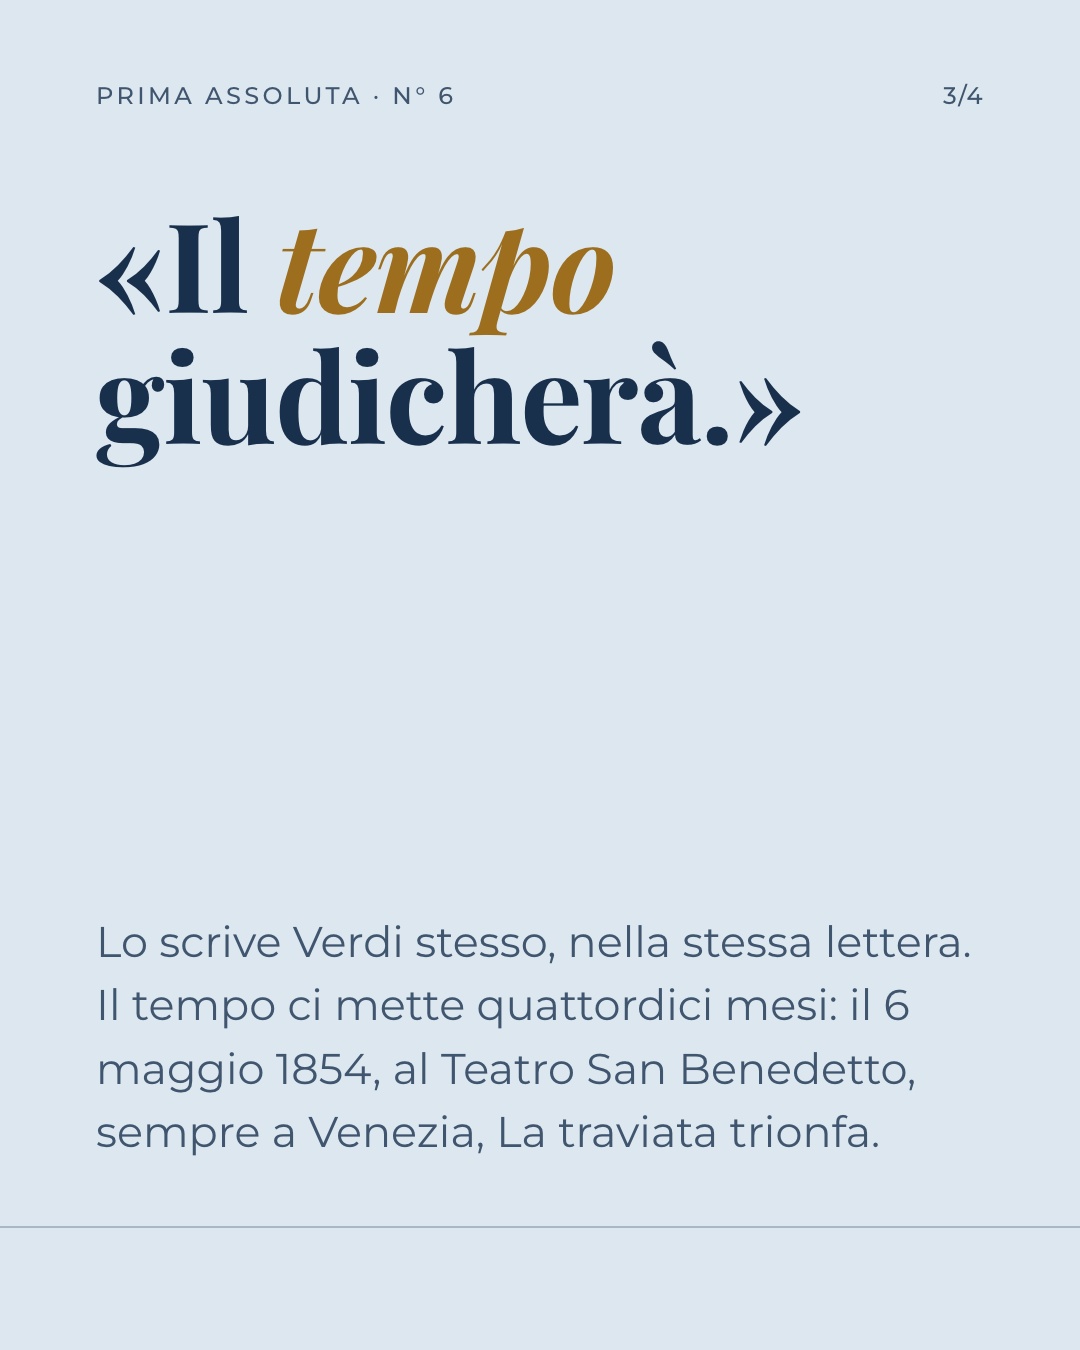 PRIMA ASSOLUTA · N° 6
3/4
«Il tempo
giudicherà.»
Lo scrive Verdi stesso, nella stessa lettera.
Il tempo ci mette quattordici mesi: il 6
maggio 1854, al Teatro San Benedetto,
sempre a Venezia, La traviata trionfa.